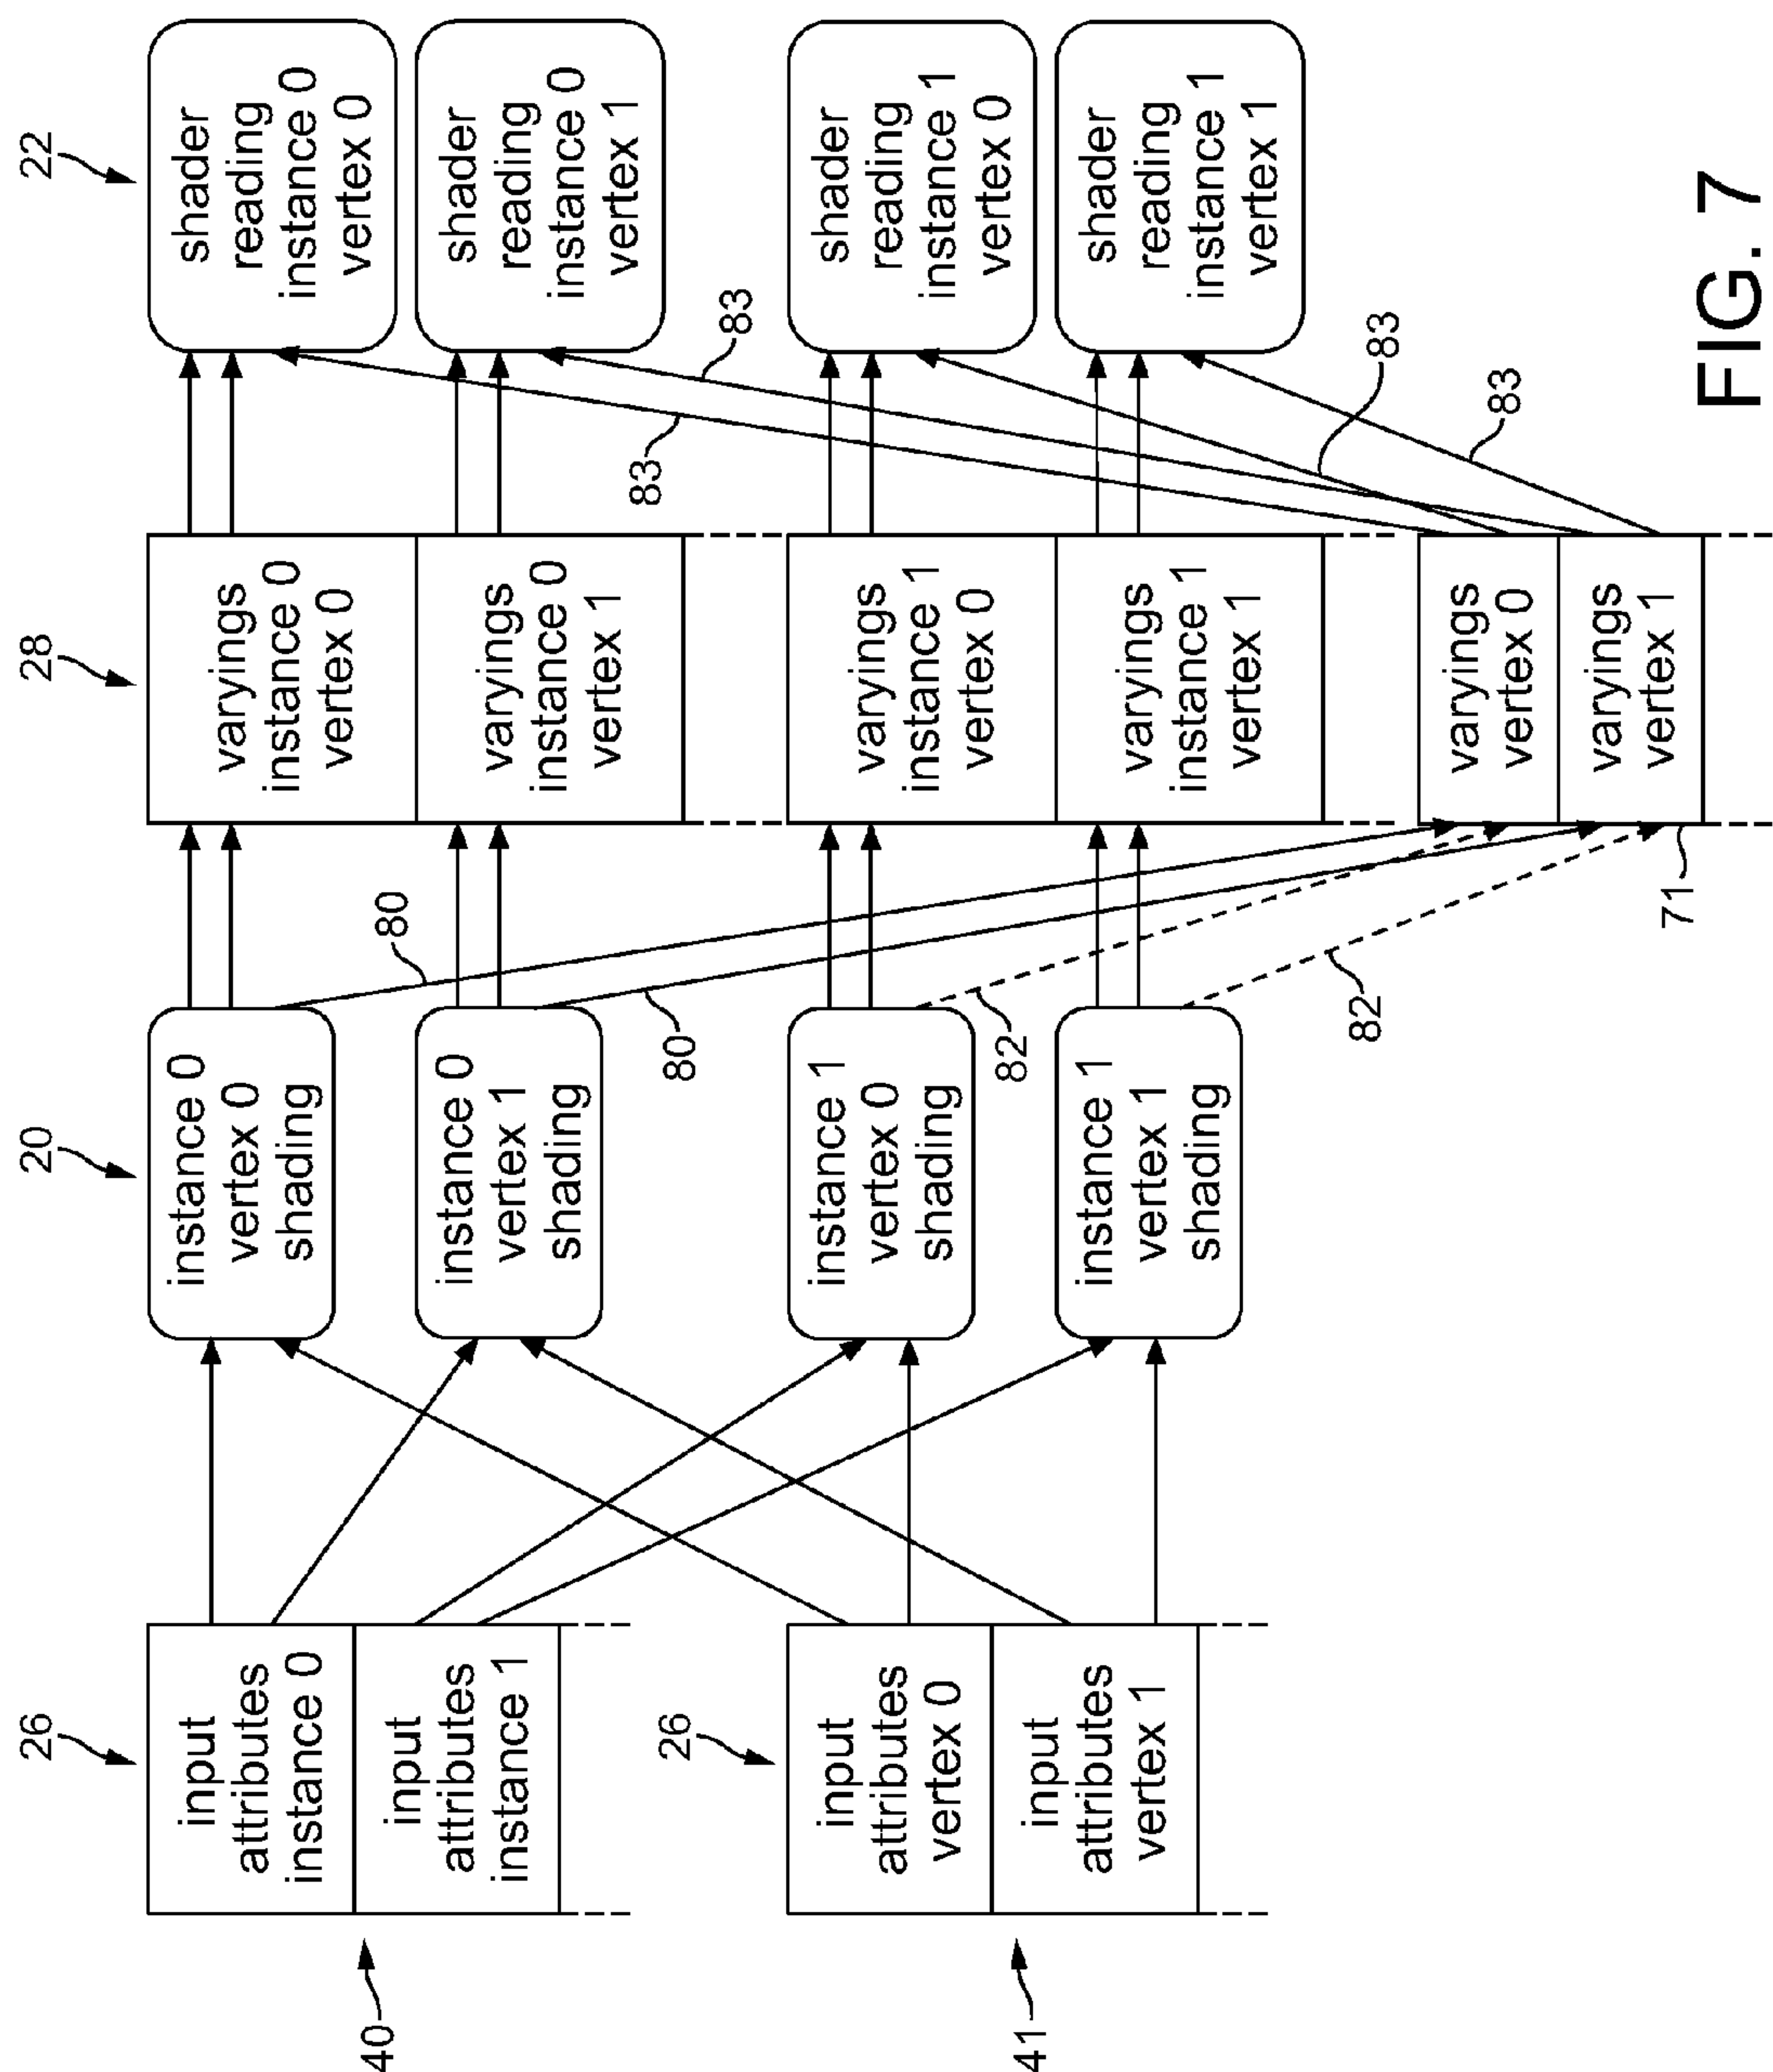 26
20
28
22
input
attributes
instance 0
input
attributes
instance 1
40
26
input
attributes
vertex 0
input
attributes
vertex 1
41
instance 0
vertex 0
shading
instance 0
vertex 1
shading
instance 1
vertex 0
shading
instance 1
vertex 1
shading
80
80
82
82
varyings
instance 0
vertex 0
varyings
instance 0
vertex 1
varyings
instance 1
vertex 0
varyings
instance 1
vertex 1
varyings
vertex 0
varyings
vertex 1
71
83
83
83
83
shader
reading
instance 0
vertex 0
shader
reading
instance 0
vertex 1
shader
reading
instance 1
vertex 0
shader
reading
instance 1
vertex 1
FIG. 7